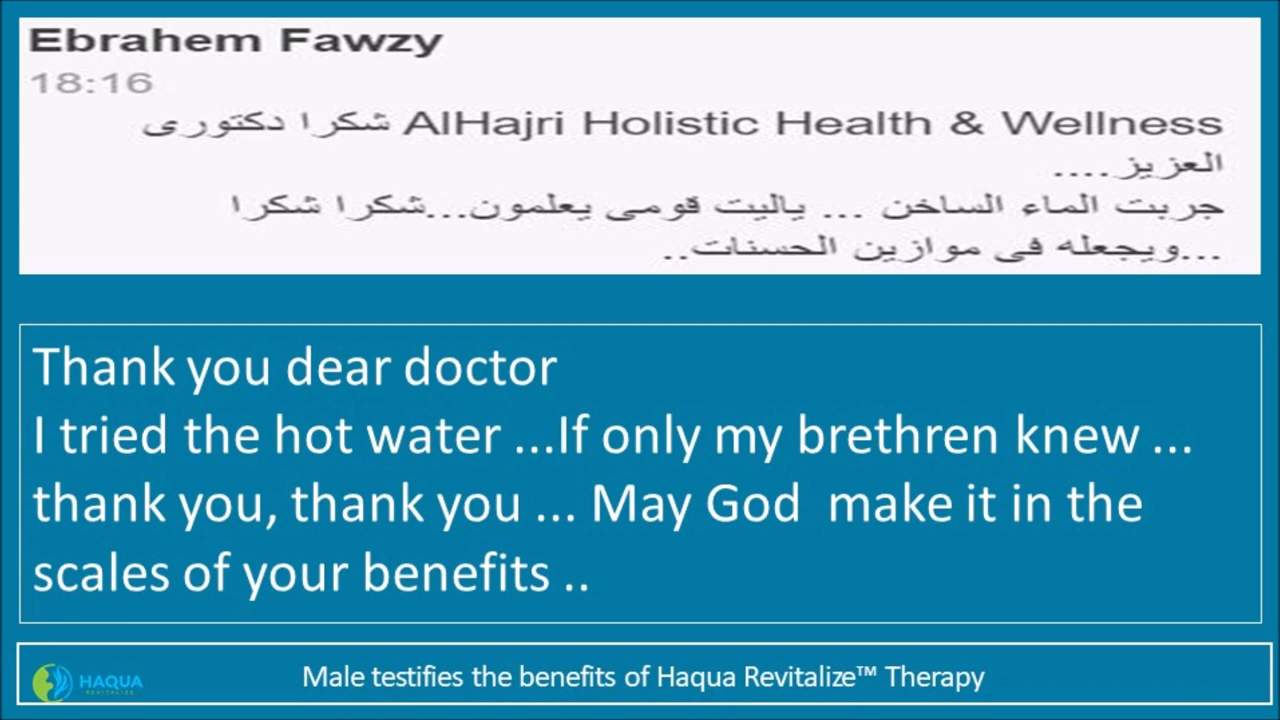 Ebrahem Fawzy
18:16
AlHajri Holistic Health & Wellness شكرا دكتورى
العزيز....
جربت الماء الساخن ... ياليت قومى يعلمون...شكرا شكرا
...ويجعله فى موازين الحسنات..
Thank you dear doctor
I tried the hot water ...If only my brethren knew ...
thank you, thank you ... May God make it in the
scales of your benefits ..
HAQUA
REVITALIZE
Male testifies the benefits of Haqua Revitalize™ Therapy